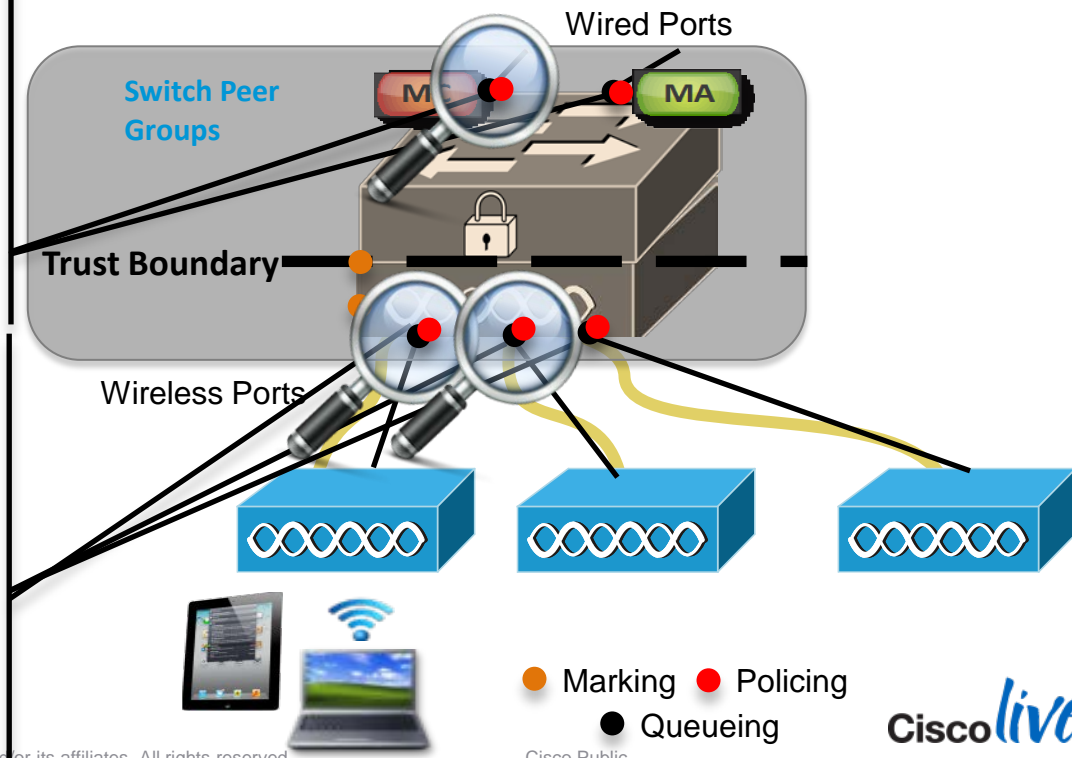 Wired Ports
Switch Peer
Groups
MA
Trust Boundary
Wireless Ports
Marking
Policing
Queueing
Cisco live
or its affiliates. All rights reserved
Cisco Public